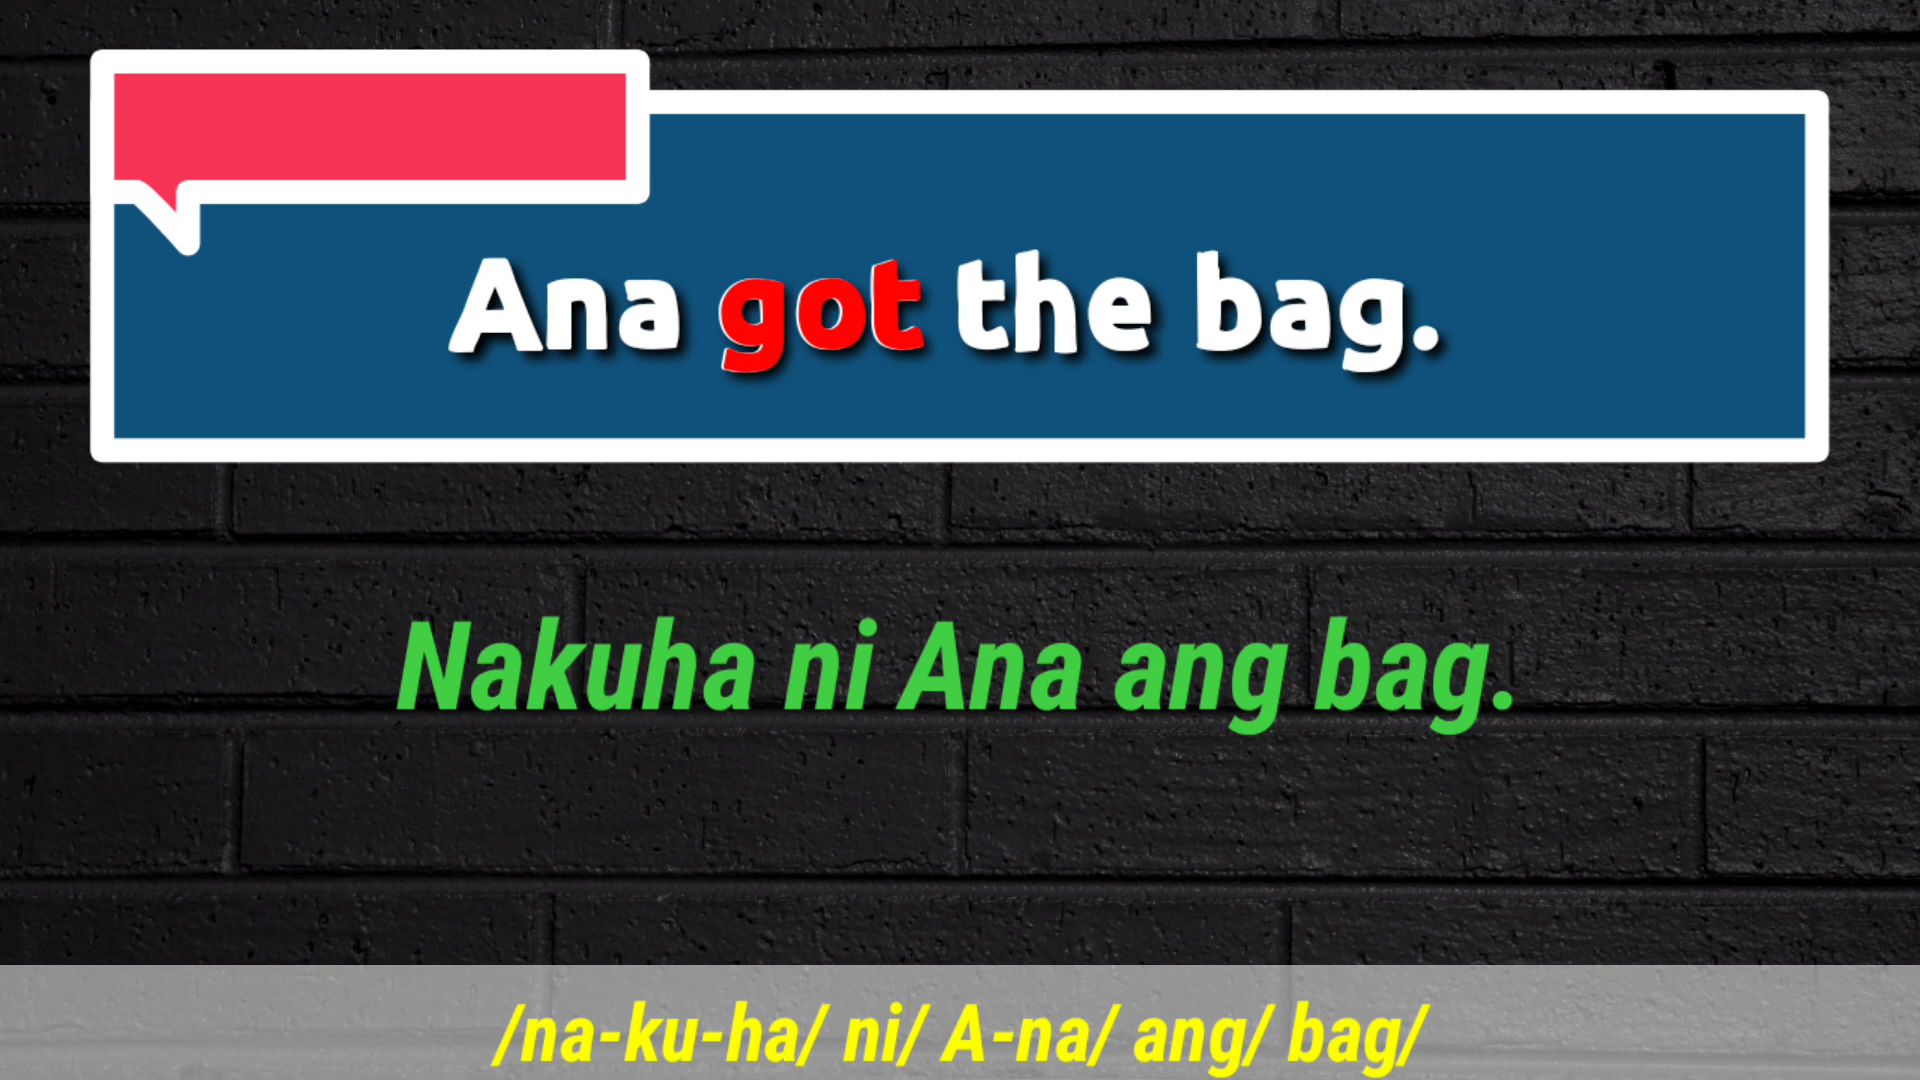 Ana got the bag.
Nakuha ni Ana ang bag.
/na-ku-ha/ ni/ A-na/ ang/ bag/